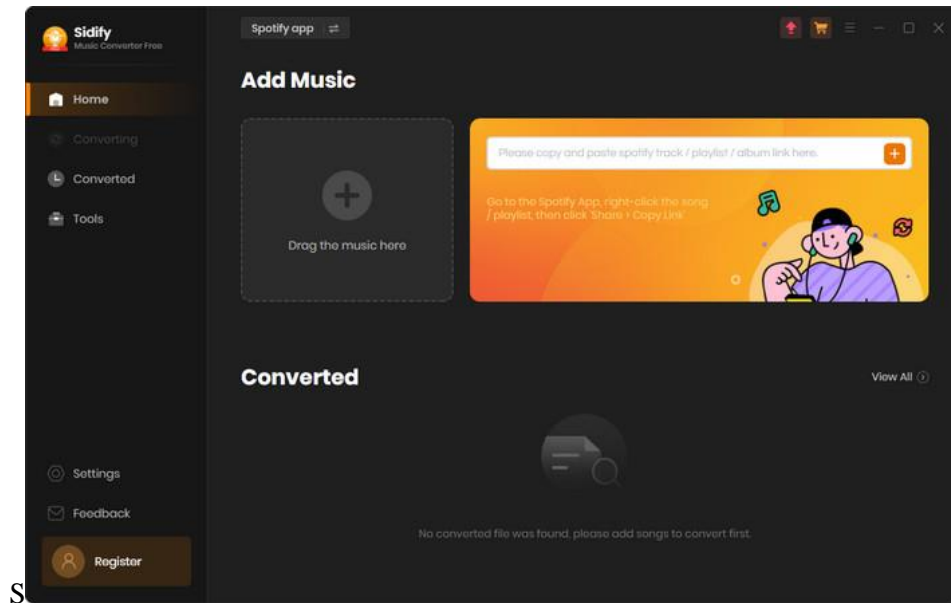 Sidify
Music Converter Free
Spotify app
Add Music
Home
Converting
Converted
Tools
Please copy and paste spotify track / playlist / album link here.
Go to the Spotify App, right-click the song
/ playlist, then click 'Share > Copy Link'
Drag the music here
Converted
View All
No converted file was found, please add songs to convert first.
Settings
Feedback
Register
S